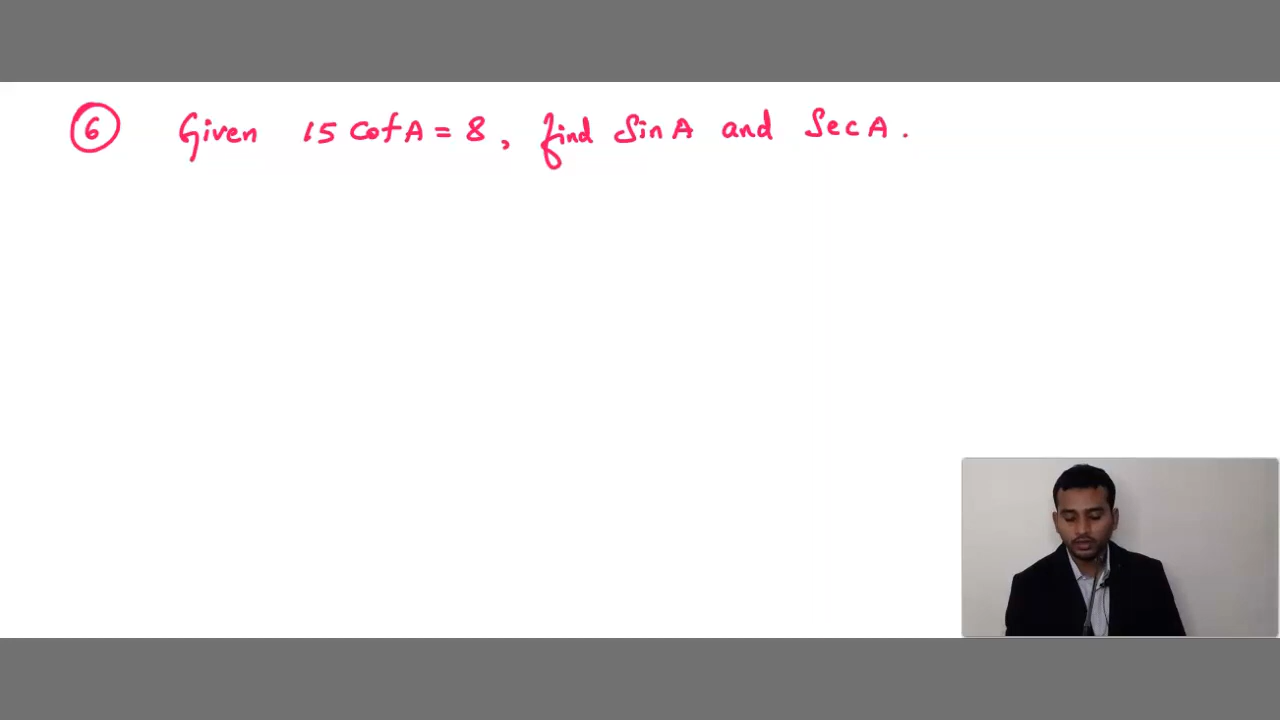 6 Given 15 Cot A = 8, find Sin A and Sec A.